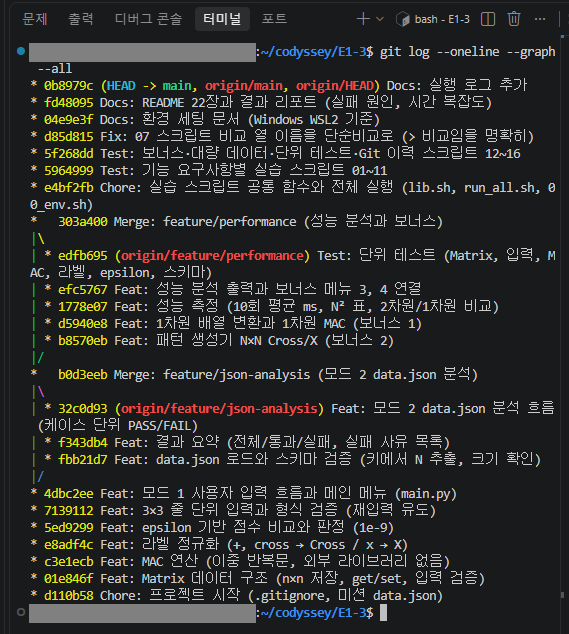 문제 출력 디버그 콘솔 터미널 포트 bash - E1-3
:~/codyssey/E1-3$ git log --oneline --graph
--all
* 0b8979c (HEAD -> main, origin/main, origin/HEAD) Docs: 실행 로그 추가
* fd48095 Docs: README 22장과 결과 리포트 (실패 원인, 시간 복잡도)
* 04e9e3f Docs: 환경 세팅 문서 (Windows WSL2 기준)
* d85d815 Fix: 07 스크립트 비교 열 이름을 단순비교로 (> 비교임을 명확히)
* 5f268dd Test: 보너스·대량 데이터·단위 테스트·Git 이력 스크립트 12~16
* 5964999 Test: 기능 요구사항별 실습 스크립트 01~11
* e4bf2fb Chore: 실습 스크립트 공통 함수와 전체 실행 (lib.sh, run_all.sh, 0
0_env.sh)
*   303a400 Merge: feature/performance (성능 분석과 보너스)
|\
| * edfb695 (origin/feature/performance) Test: 단위 테스트 (Matrix, 입력, M
AC, 라벨, epsilon, 스키마)
| * efc5767 Feat: 성능 분석 출력과 보너스 메뉴 3, 4 연결
| * 1778e07 Feat: 성능 측정 (10회 평균 ms, N² 표, 2차원/1차원 비교)
| * d5940e8 Feat: 1차원 배열 변환과 1차원 MAC (보너스 1)
| * b8570eb Feat: 패턴 생성기 N×N Cross/X (보너스 2)
|/
*   b0d3eeb Merge: feature/json-analysis (모드 2 data.json 분석)
|\
| * 32c0d93 (origin/feature/json-analysis) Feat: 모드 2 data.json 분석 흐름
(케이스 단위 PASS/FAIL)
| * f343db4 Feat: 결과 요약 (전체/통과/실패, 실패 사유 목록)
| * fbb21d7 Feat: data.json 로드와 스키마 검증 (키에서 N 추출, 크기 확인)
|/
* 4dbc2ee Feat: 모드 1 사용자 입력 흐름과 메인 메뉴 (main.py)
* 7139112 Feat: 3×3 줄 단위 입력과 형식 검증 (재입력 유도)
* 5ed9299 Feat: epsilon 기반 점수 비교와 판정 (1e-9)
* e8adf4c Feat: 라벨 정규화 (+, cross → Cross / x → X)
* c3e1ecb Feat: MAC 연산 (이중 반복문, 외부 라이브러리 없음)
* 01e846f Feat: Matrix 데이터 구조 (n×n 저장, get/set, 입력 검증)
* d110b58 Chore: 프로젝트 시작 (.gitignore, 미션 data.json)
:~/codyssey/E1-3$